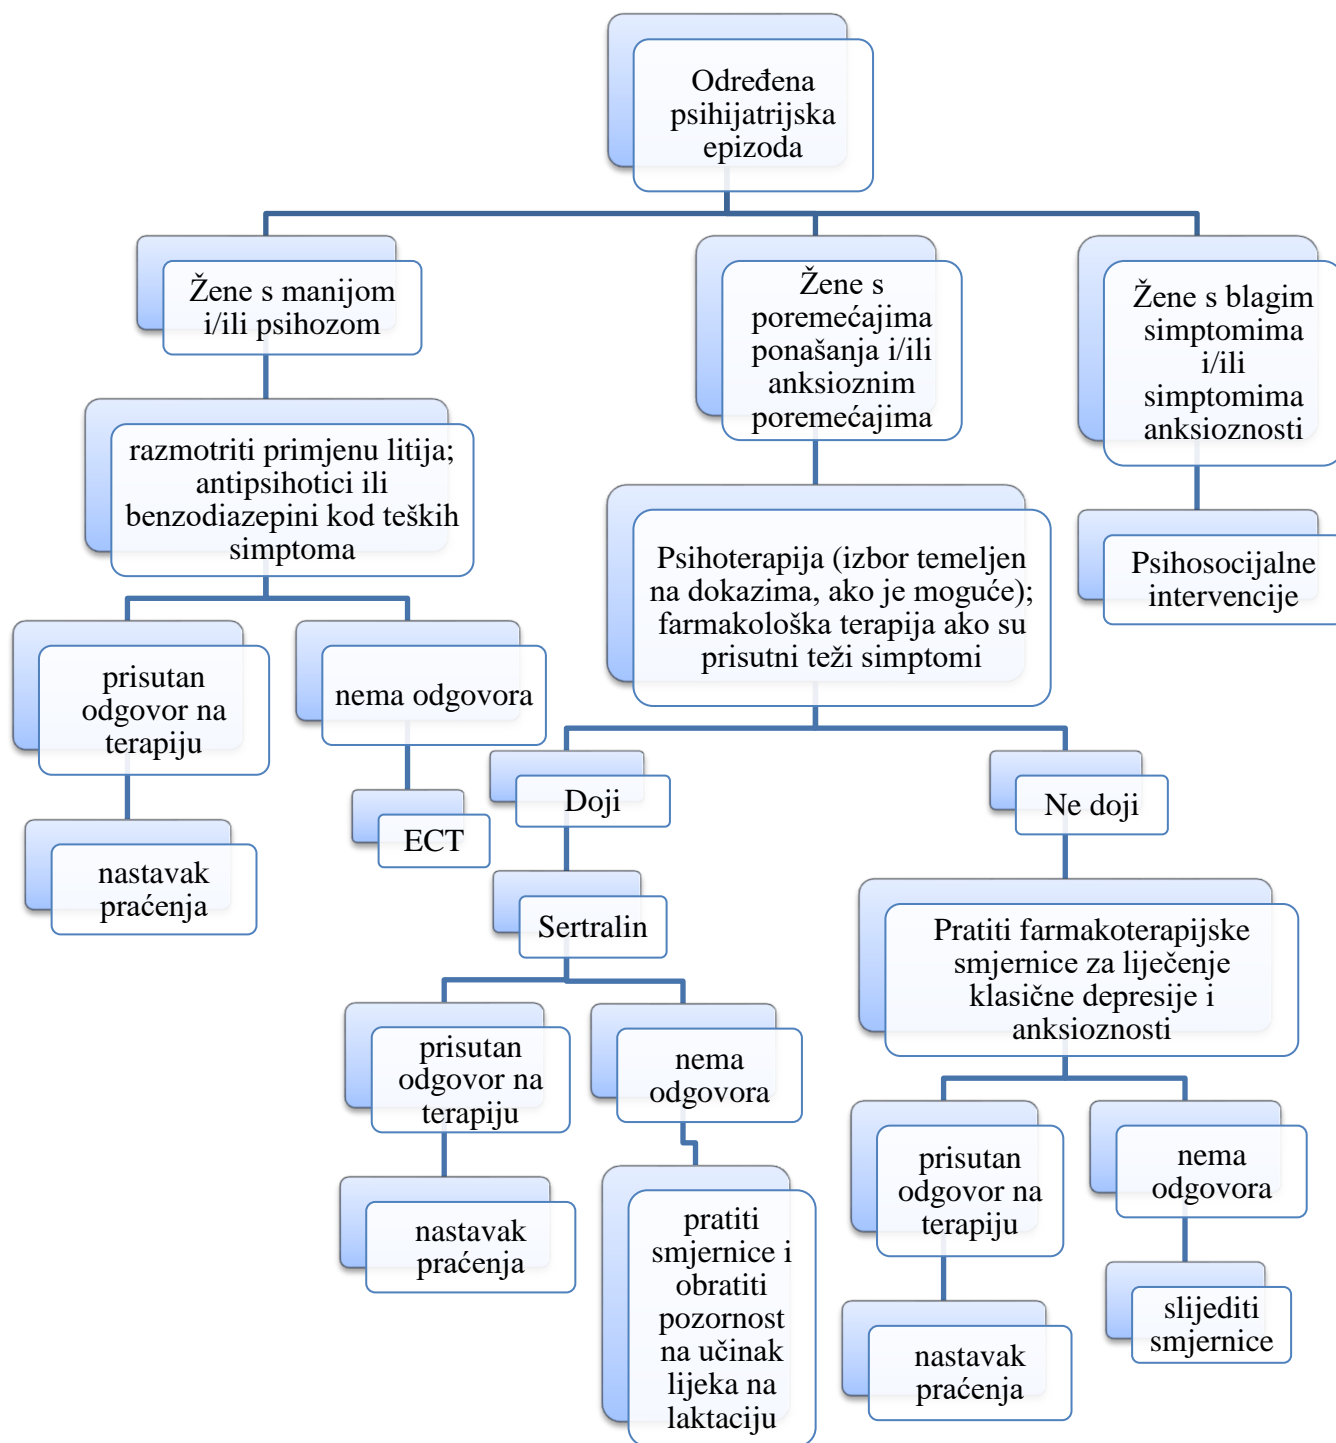 Određena
psihijatrijska
epizoda
Žene s manijom
i/ili psihozom
Žene s
poremećajima
ponašanja i/ili
anksioznim
poremećajima
Žene s blagim
simptomima
i/ili
simptomima
anksioznosti
razmotriti primjenu litija;
antipsihotici ili
benzodiazepini kod teških
simptoma
Psihoterapija (izbor temeljen
na dokazima, ako je moguće);
farmakološka terapija ako su
prisutni teži simptomi
Psihosocijalne
intervencije
prisutan
odgovor na
terapiju
nema odgovora
nastavak
praćenja
ECT
Doji
Ne doji
Sertralin
Pratiti farmakoterapijske
smjernice za liječenje
klasične depresije i
anksioznosti
prisutan
odgovor na
terapiju
nema
odgovora
nastavak
praćenja
pratiti
smjernice i
obratiti
pozornost
na učinak
lijeka na
laktaciju
prisutan
odgovor na
terapiju
nema
odgovora
nastavak
praćenja
slijediti
smjernice